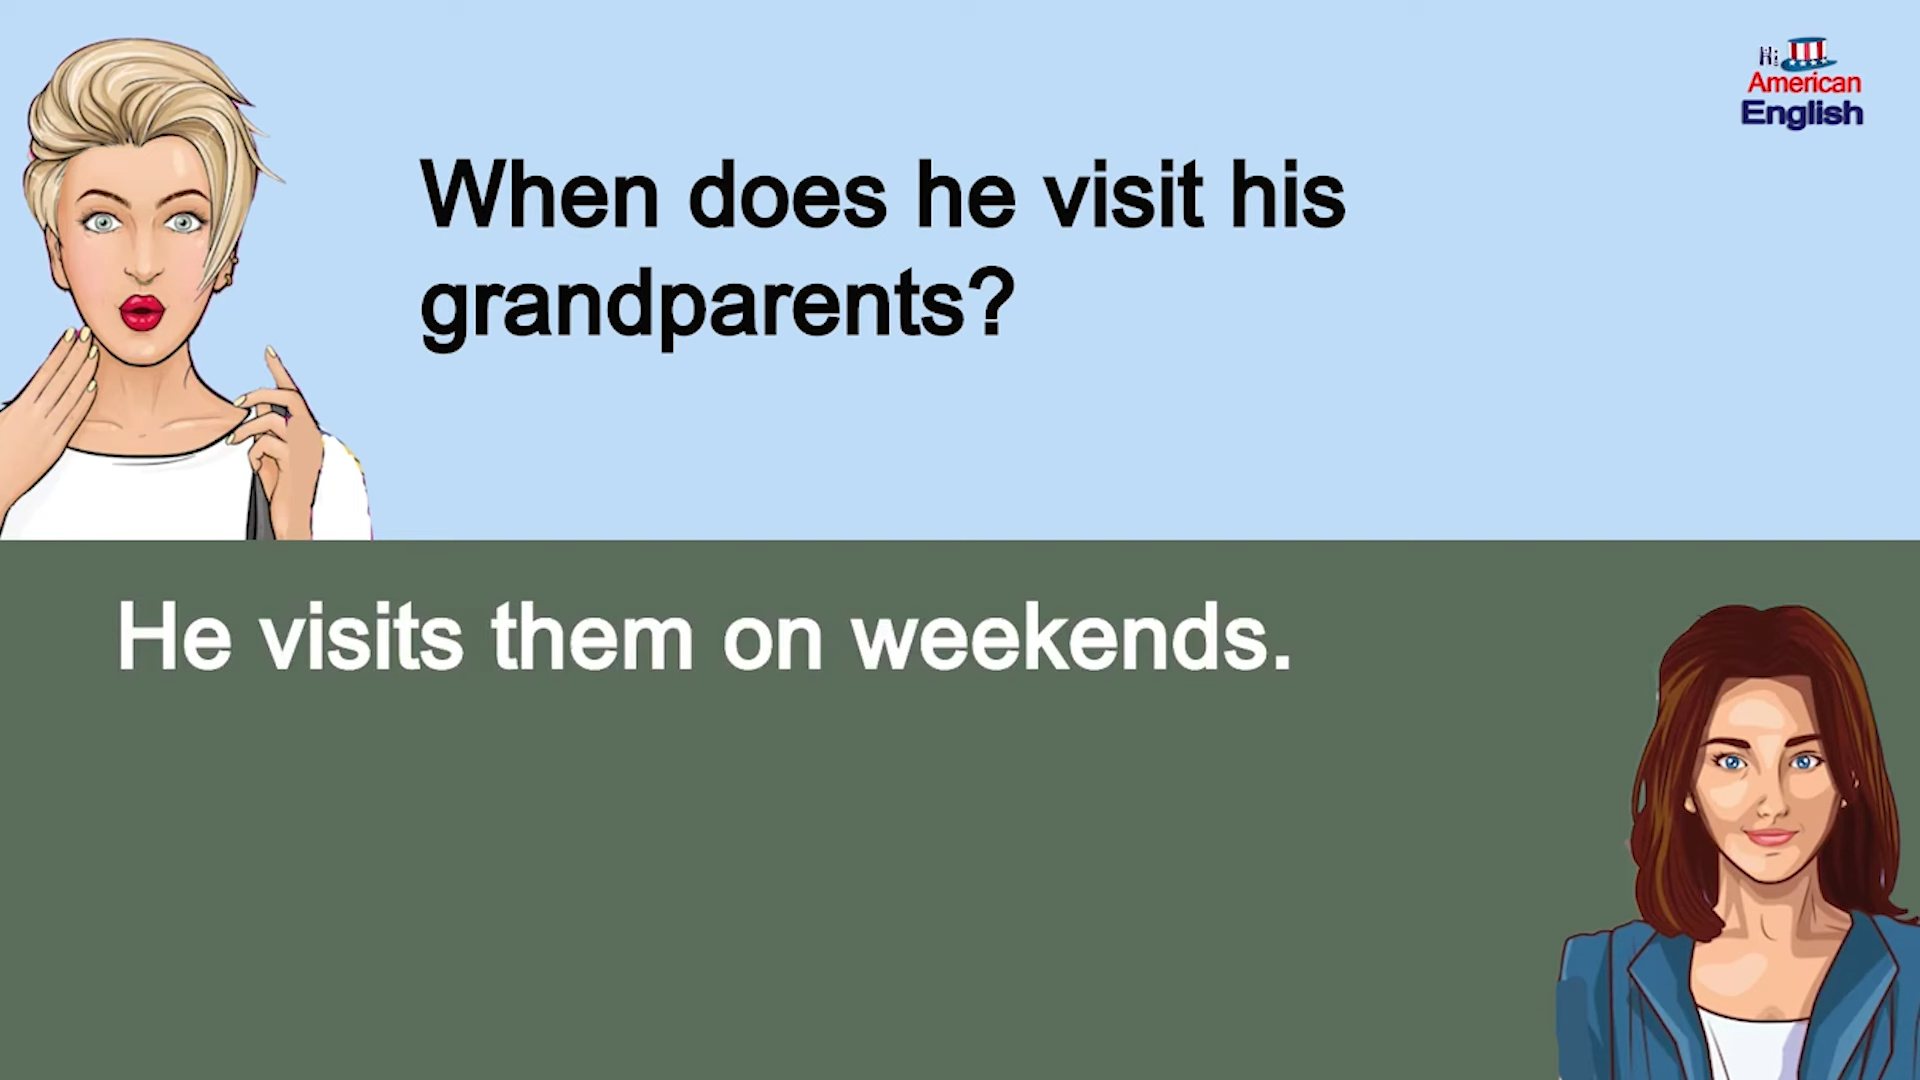 Hi
American
English
When does he visit his
grandparents?
He visits them on weekends.